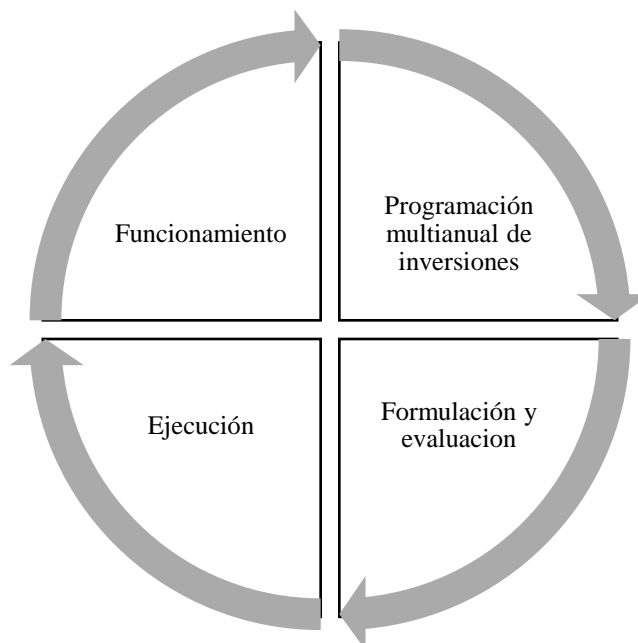 Funcionamiento
Programación
multianual de
inversiones
Ejecución
Formulación y
evaluacion